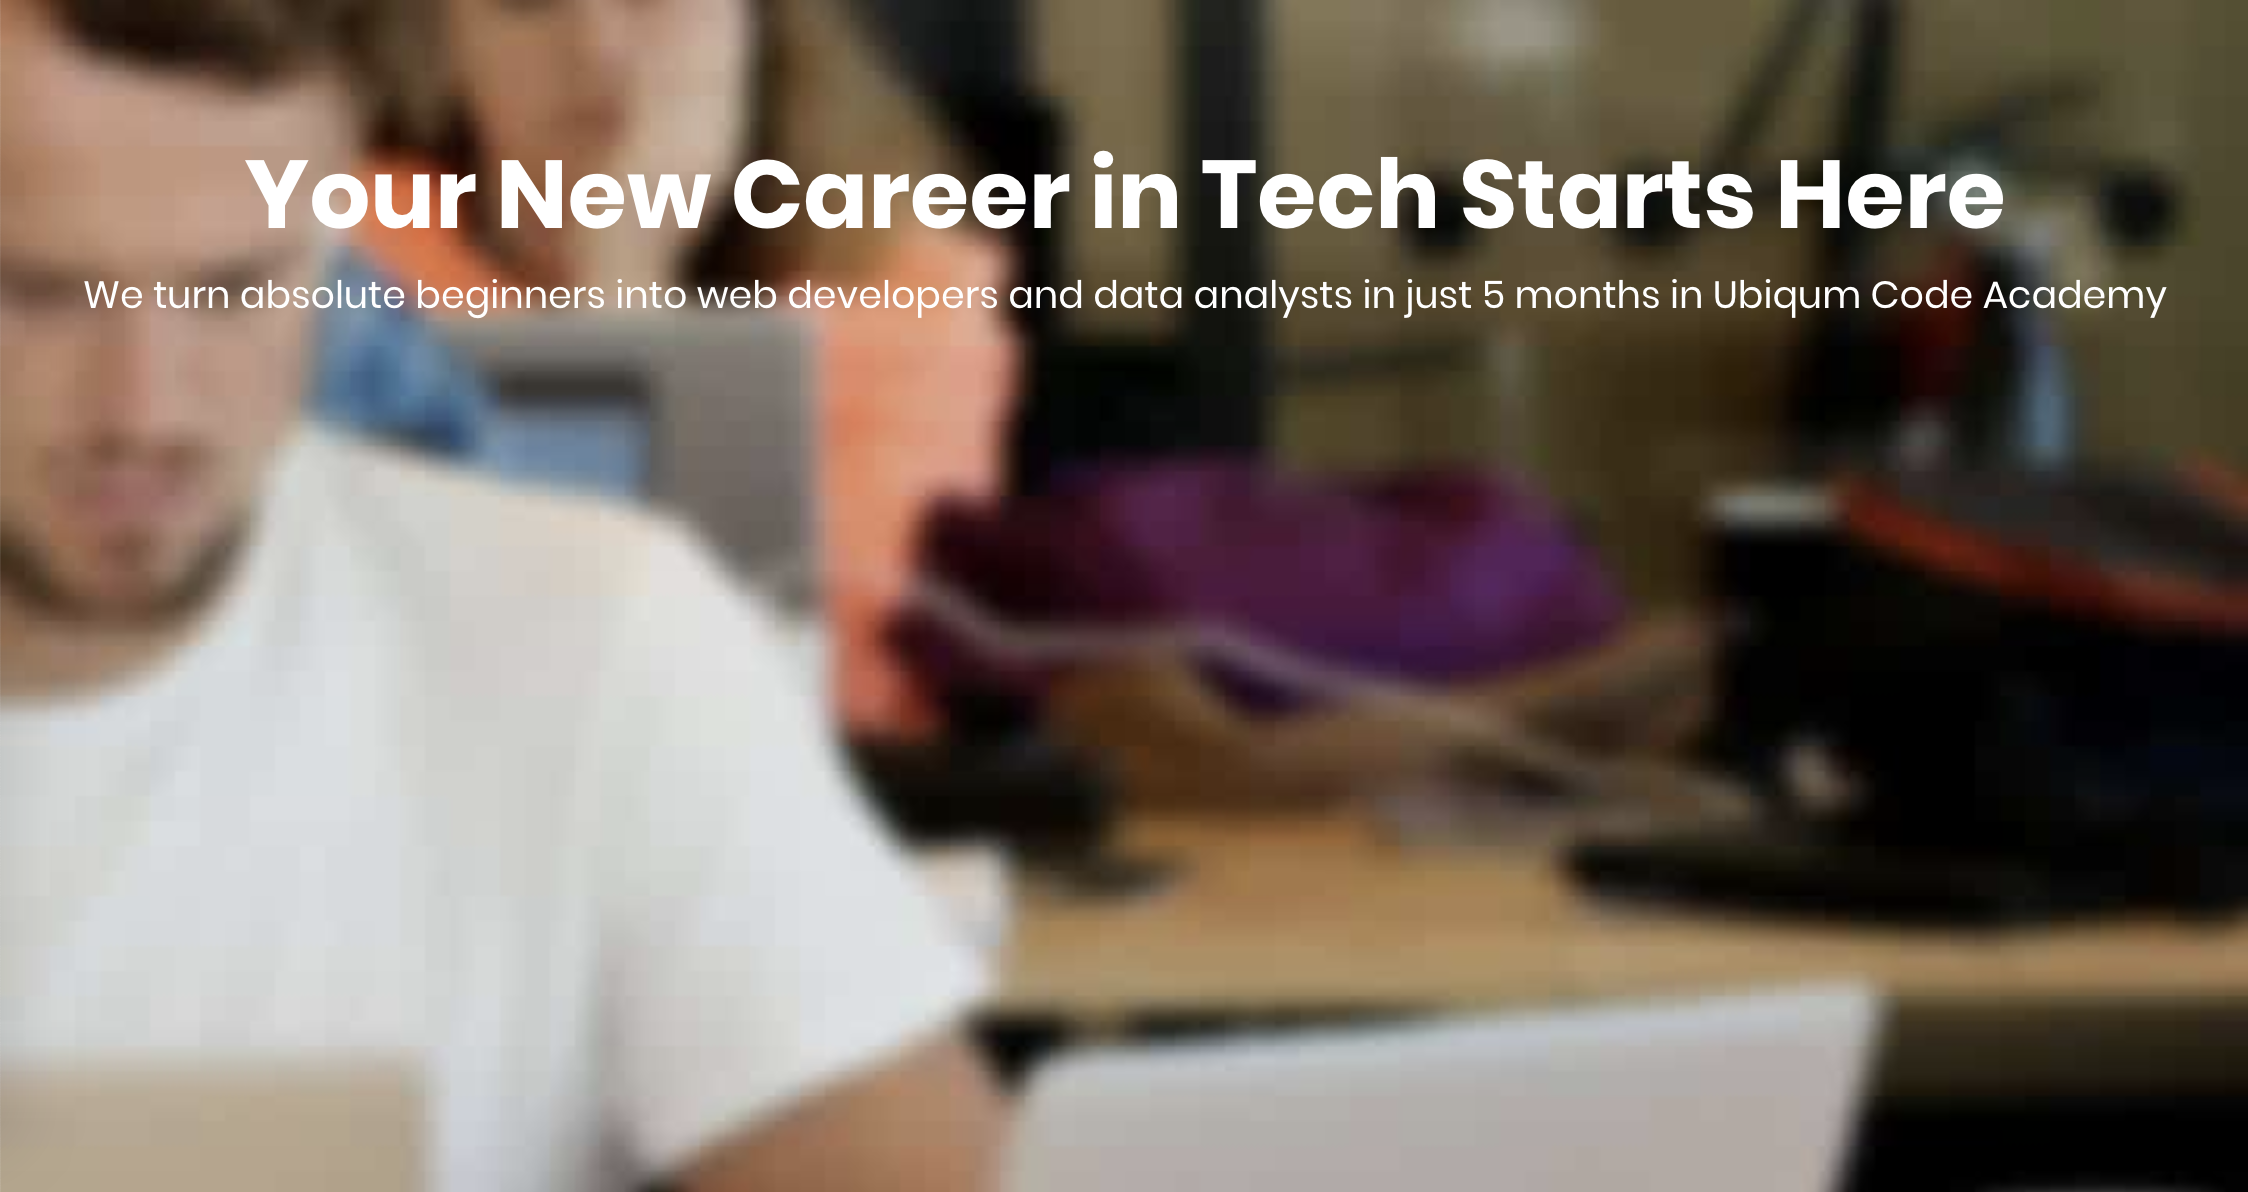 Your New Career in Tech Starts Here
We turn absolute beginners into web developers and data analysts in just 5 months in Ubiqum Code Academy